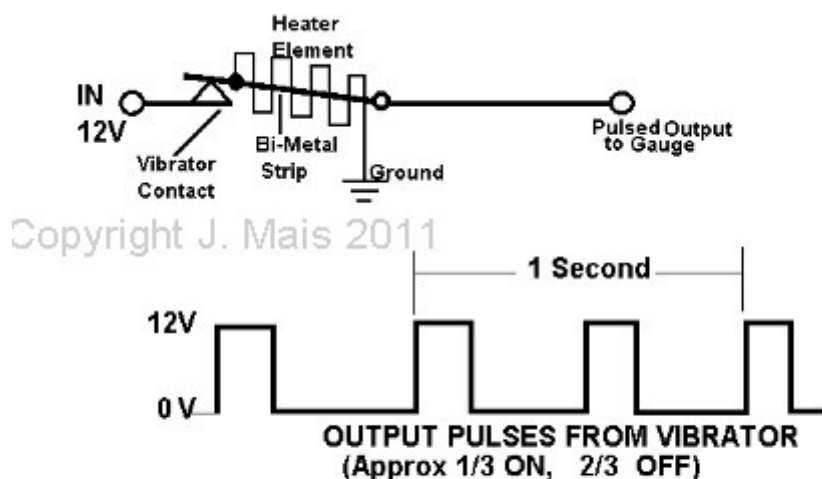 Heater
Element
IN
12V
Vibrator
Contact
Bi-Metal
Strip
Ground
Pulsed Output
to Gauge
Copyright J. Mais 2011
1 Second
12V
0 V
OUTPUT PULSES FROM VIBRATOR
(Approx 1/3 ON, 2/3 OFF)